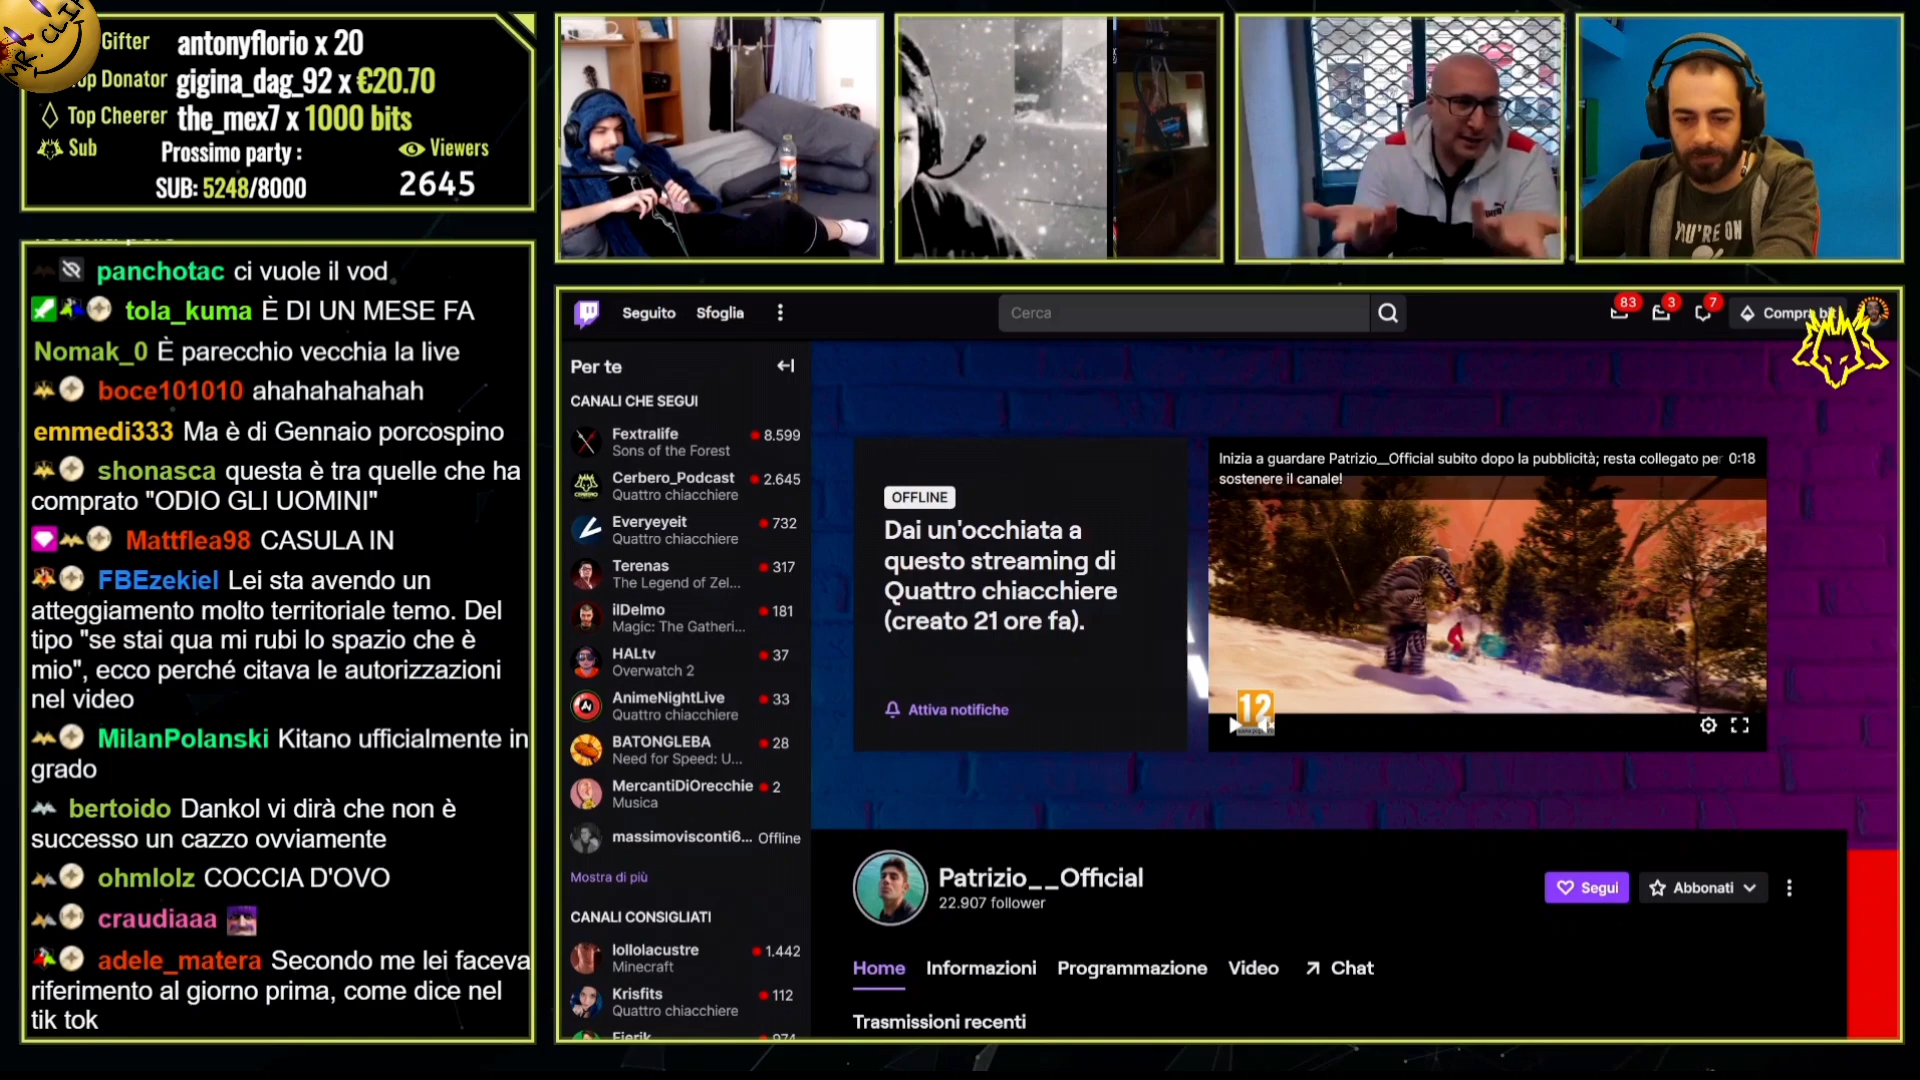 MR. CLIP
Gifter antonyflorio x 20
op Donator gigina_dag_92 x €20.70
Top Cheerer the_mex7 x 1000 bits
Sub Prossimo party : Viewers
SUB: 5248/8000 2645
panchotac ci vuole il vod
tola_kuma È DI UN MESE FA
Nomak_0 È parecchio vecchia la live
boce101010 ahahahahahah
emmedi333 Ma è di Gennaio porcospino
shonasca questa è tra quelle che ha
comprato "ODIO GLI UOMINI"
Mattflea98 CASULA IN
FBEzekiel Lei sta avendo un
atteggiamento molto territoriale temo. Del
tipo "se stai qua mi rubi lo spazio che è
mio", ecco perché citava le autorizzazioni
nel video
MilanPolanski Kitano ufficialmente in
grado
bertoido Dankol vi dirà che non è
successo un cazzo ovviamente
ohmlolz COCCIA D'OVO
craudiaaa
adele_matera Secondo me lei faceva
riferimento al giorno prima, come dice nel
tik tok
YOU'RE ON
Seguito Sfoglia Cerca 83 3 7 Compra
Per te
CANALI CHE SEGUI
Fextralife 8.599
Sons of the Forest
Cerbero_Podcast 2.645
Quattro chiacchiere
Everyeyeit 732
Quattro chiacchiere
Terenas 317
The Legend of Zel...
ilDelmo 181
Magic: The Gatheri...
HALtv 37
Overwatch 2
AnimeNightLive 33
Quattro chiacchiere
BATONGLEBA 28
Need for Speed: U...
MercantiDiOrecchie 2
Musica
massimovisconti6... Offline
Mostra di più
CANALI CONSIGLIATI
lollolacustre 1.442
Minecraft
Krisfits 112
Quattro chiacchiere
OFFLINE
Dai un'occhiata a
questo streaming di
Quattro chiacchiere
(creato 21 ore fa).
Attiva notifiche
Inizia a guardare Patrizio__Official subito dopo la pubblicità; resta collegato per 0:18
sostenere il canale!
12
Patrizio__Official
22.907 follower
Segui Abbonati
Home Informazioni Programmazione Video Chat
Trasmissioni recenti